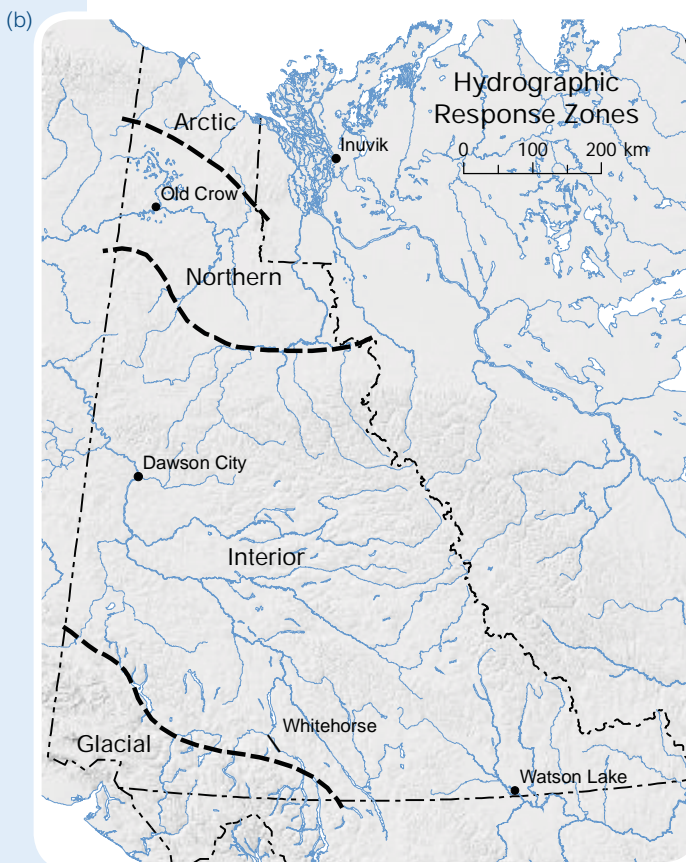 (b)
Hydrographic
Response Zones
0 100 200 km
Arctic
Inuvik
Old Crow
Northern
Dawson City
Interior
Whitehorse
Glacial
Watson Lake